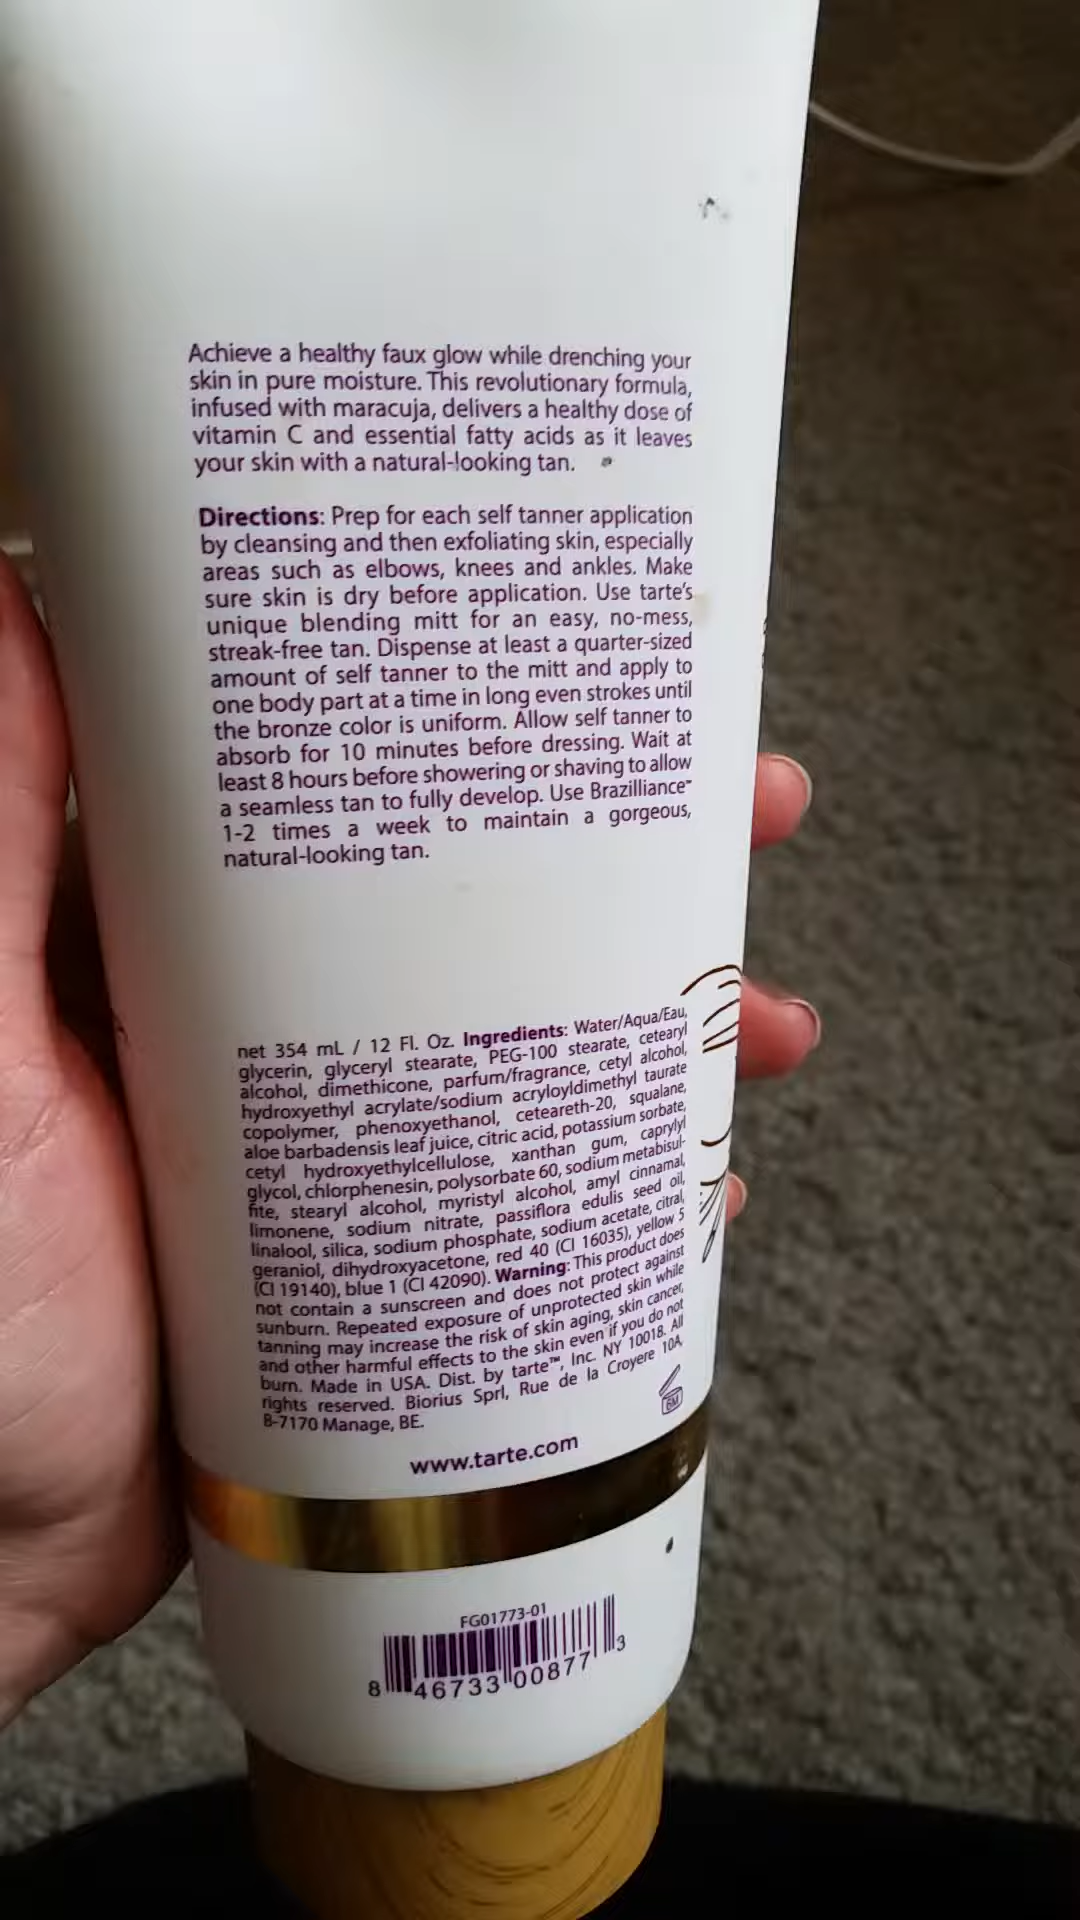 Achieve a healthy faux glow while drenching your
skin in pure moisture. This revolutionary formula,
infused with maracuja, delivers a healthy dose of
vitamin C and essential fatty acids as it leaves
your skin with a natural-looking tan.
Directions: Prep for each self tanner application
by cleansing and then exfoliating skin, especially
areas such as elbows, knees and ankles. Make
sure skin is dry before application. Use tarte's
unique blending mitt for an easy, no-mess,
streak-free tan. Dispense at least a quarter-sized
amount of self tanner to the mitt and apply to
one body part at a time in long even strokes until
the bronze color is uniform. Allow self tanner to
absorb for 10 minutes before dressing. Wait at
least 8 hours before showering or shaving to allow
a seamless tan to fully develop. Use Brazilliance™
1-2 times a week to maintain a gorgeous,
natural-looking tan.
net 354 mL / 12 Fl. Oz. Ingredients: Water/Aqua/Eau,
glycerin, glyceryl stearate, PEG-100 stearate, cetearyl
alcohol, dimethicone, parfum/fragrance, cetyl alcohol,
hydroxyethyl acrylate/sodium acryloyldimethyl taurate
copolymer, phenoxyethanol, ceteareth-20, squalane,
aloe barbadensis leaf juice, citric acid, potassium sorbate,
cetyl hydroxyethylcellulose, xanthan gum, caprylyl
glycol, chlorphenesin, polysorbate 60, sodium metabisul-
fite, stearyl alcohol, myristyl alcohol, amyl cinnamal,
limonene, sodium nitrate, passiflora edulis seed oil,
linalool, silica, sodium phosphate, sodium acetate, citral,
geraniol, dihydroxyacetone, red 40 (CI 16035), yellow 5
(CI 19140), blue 1 (CI 42090). Warning: This product does
not contain a sunscreen and does not protect against
sunburn. Repeated exposure of unprotected skin while
tanning may increase the risk of skin aging, skin cancer,
and other harmful effects to the skin even if you do not
burn. Made in USA. Dist. by tarte™, Inc. NY 10018. All
rights reserved. Biorius Sprl, Rue de la Croyere 10A,
B-7170 Manage, BE.
6M
www.tarte.com
FG01773-01
8 46733 00877 3